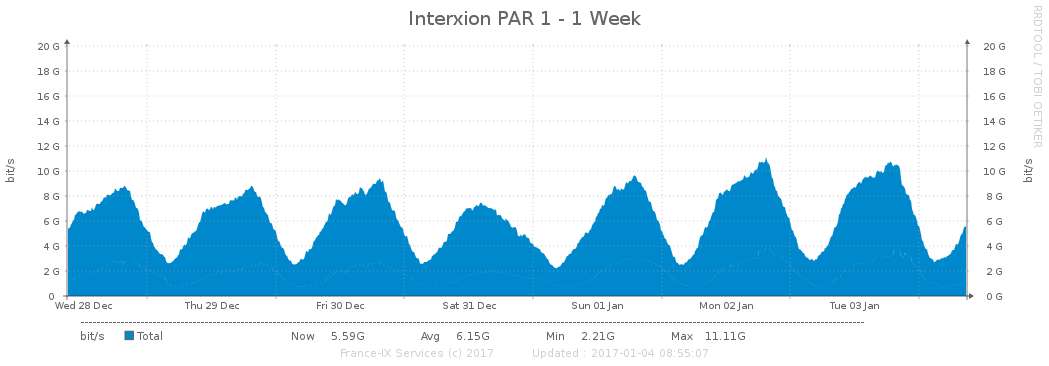 Interxion PAR 1 - 1 Week
RRDTOOL / TOBI OETIKER
bit/s
20 G 20 G
18 G 18 G
16 G 16 G
14 G 14 G
12 G 12 G
10 G 10 G
8 G 8 G
6 G 6 G
4 G 4 G
2 G 2 G
0 0 G
bit/s
Wed 28 Dec Thu 29 Dec Fri 30 Dec Sat 31 Dec Sun 01 Jan Mon 02 Jan Tue 03 Jan
bit/s Total Now 5.59G Avg 6.15G Min 2.21G Max 11.11G
France-IX Services (c) 2017 Updated : 2017-01-04 08:55:07